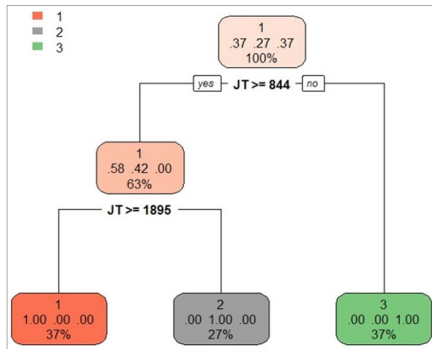 1
2
3
1
.37 .27 .37
100%
yes JT >= 844 no
1
.58 .42 .00
63%
JT >= 1895
1
1.00 .00 .00
37%
2
.00 1.00 .00
27%
3
.00 .00 1.00
37%